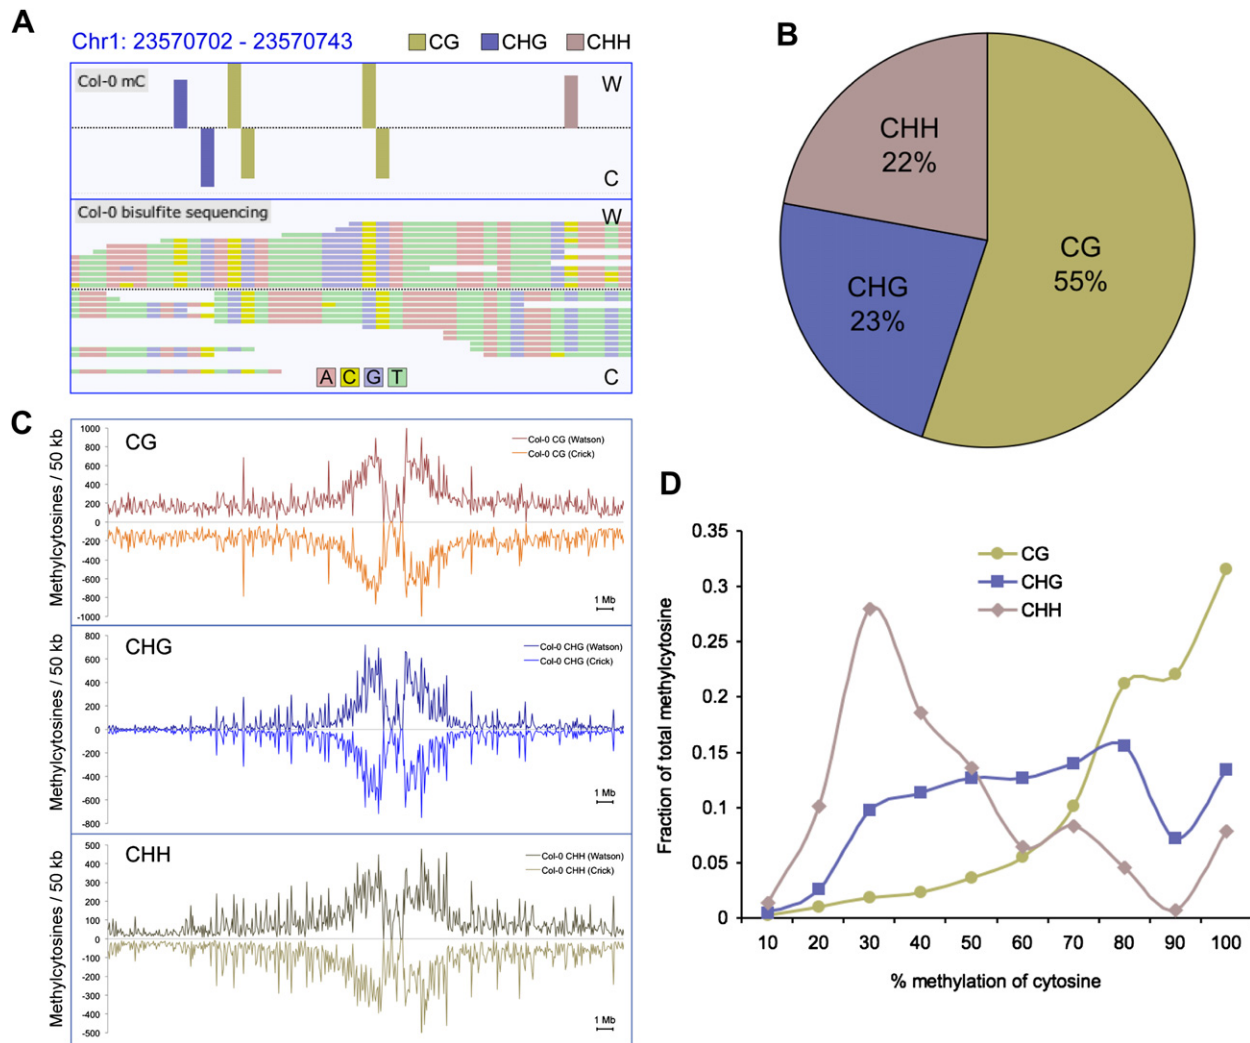 A
Chr1: 23570702 - 23570743
CG
CHG
CHH
Col-0 mC
W
C
Col-0 bisulfite sequencing
W
A C G T
C
B
CHH
22%
CG
55%
CHG
23%
C
Methylcytosines / 50 kb
CG
Col-0 CG (Watson)
Col-0 CG (Crick)
1000
800
600
400
200
0
-200
-400
-600
-800
-1000
1 Mb
Methylcytosines / 50 kb
CHG
Col-0 CHG (Watson)
Col-0 CHG (Crick)
800
600
400
200
0
-200
-400
-600
-800
1 Mb
Methylcytosines / 50 kb
CHH
Col-0 CHH (Watson)
Col-0 CHH (Crick)
500
400
300
200
100
0
-100
-200
-300
-400
-500
1 Mb
D
Fraction of total methylcytosine
0.35
0.3
0.25
0.2
0.15
0.1
0.05
0
CG
CHG
CHH
10 20 30 40 50 60 70 80 90 100
% methylation of cytosine